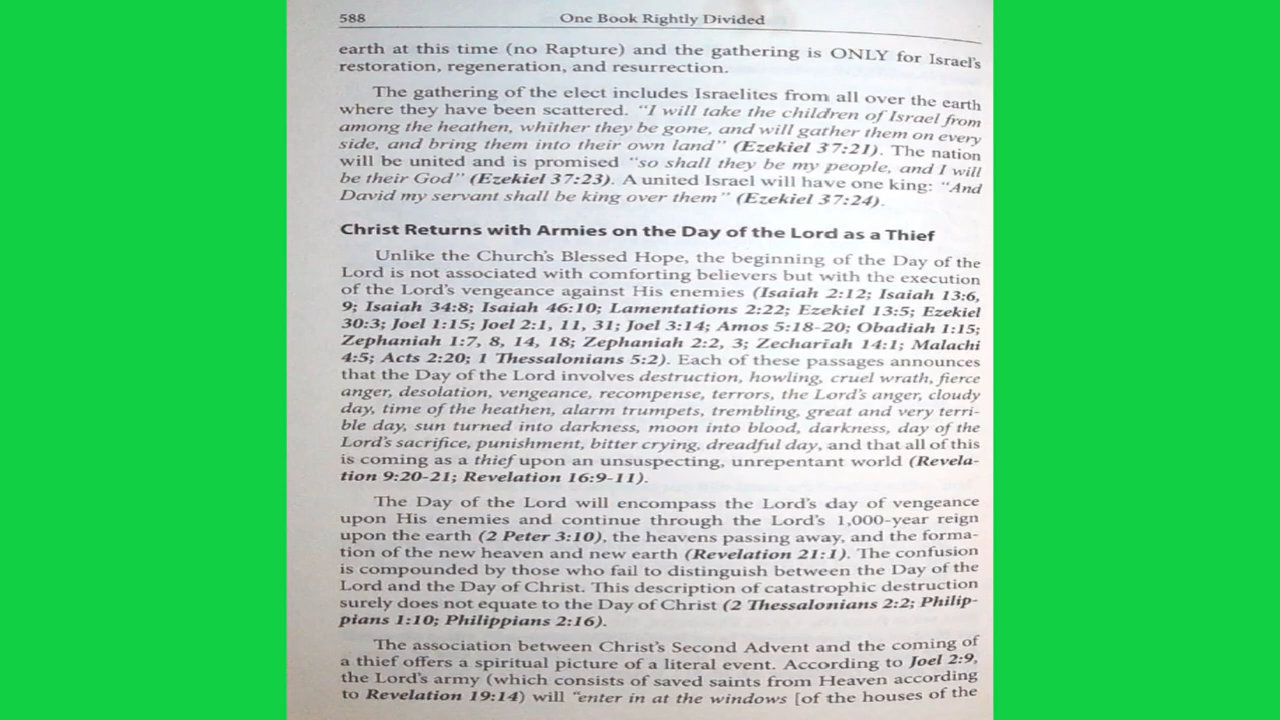 588 One Book Rightly Divided
earth at this time (no Rapture) and the gathering is ONLY for Israel's
restoration, regeneration, and resurrection.
The gathering of the elect includes Israelites from all over the earth
where they have been scattered. "I will take the children of Israel from
among the heathen, whither they be gone, and will gather them on every
side, and bring them into their own land" (Ezekiel 37:21). The nation
will be united and is promised "so shall they be my people, and I will
be their God" (Ezekiel 37:23). A united Israel will have one king: "And
David my servant shall be king over them" (Ezekiel 37:24).
Christ Returns with Armies on the Day of the Lord as a Thief
Unlike the Church's Blessed Hope, the beginning of the Day of the
Lord is not associated with comforting believers but with the execution
of the Lord's vengeance against His enemies (Isaiah 2:12; Isaiah 13:6,
9; Isaiah 34:8; Isaiah 46:10; Lamentations 2:22; Ezekiel 13:5; Ezekiel
30:3; Joel 1:15; Joel 2:1, 11, 31; Joel 3:14; Amos 5:18-20; Obadiah 1:15;
Zephaniah 1:7, 8, 14, 18; Zephaniah 2:2, 3; Zechariah 14:1; Malachi
4:5; Acts 2:20; 1 Thessalonians 5:2). Each of these passages announces
that the Day of the Lord involves destruction, howling, cruel wrath, fierce
anger, desolation, vengeance, recompense, terrors, the Lord's anger, cloudy
day, time of the heathen, alarm trumpets, trembling, great and very terri-
ble day, sun turned into darkness, moon into blood, darkness, day of the
Lord's sacrifice, punishment, bitter crying, dreadful day, and that all of this
is coming as a thief upon an unsuspecting, unrepentant world (Revela-
tion 9:20-21; Revelation 16:9-11).
The Day of the Lord will encompass the Lord's day of vengeance
upon His enemies and continue through the Lord's 1,000-year reign
upon the earth (2 Peter 3:10), the heavens passing away, and the forma-
tion of the new heaven and new earth (Revelation 21:1). The confusion
is compounded by those who fail to distinguish between the Day of the
Lord and the Day of Christ. This description of catastrophic destruction
surely does not equate to the Day of Christ (2 Thessalonians 2:2; Philip-
pians 1:10; Philippians 2:16).
The association between Christ's Second Advent and the coming of
a thief offers a spiritual picture of a literal event. According to Joel 2:9,
the Lord's army (which consists of saved saints from Heaven according
to Revelation 19:14) will "enter in at the windows [of the houses of the